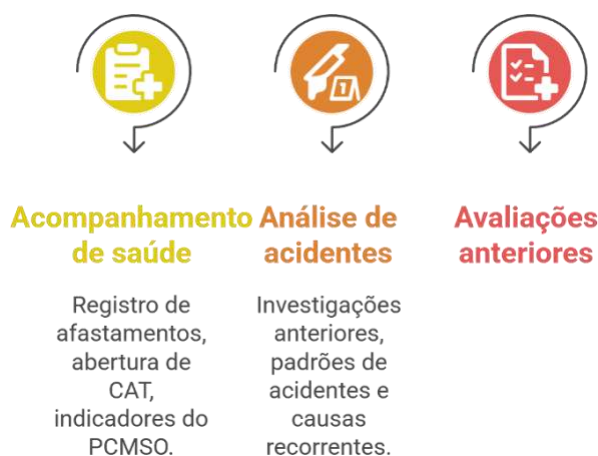 1
Acompanhamento
de saúde
Registro de
afastamentos,
abertura de
CAT,
indicadores do
PCMSO.
Análise de
acidentes
Investigações
anteriores,
padrões de
acidentes e
causas
recorrentes.
Avaliações
anteriores